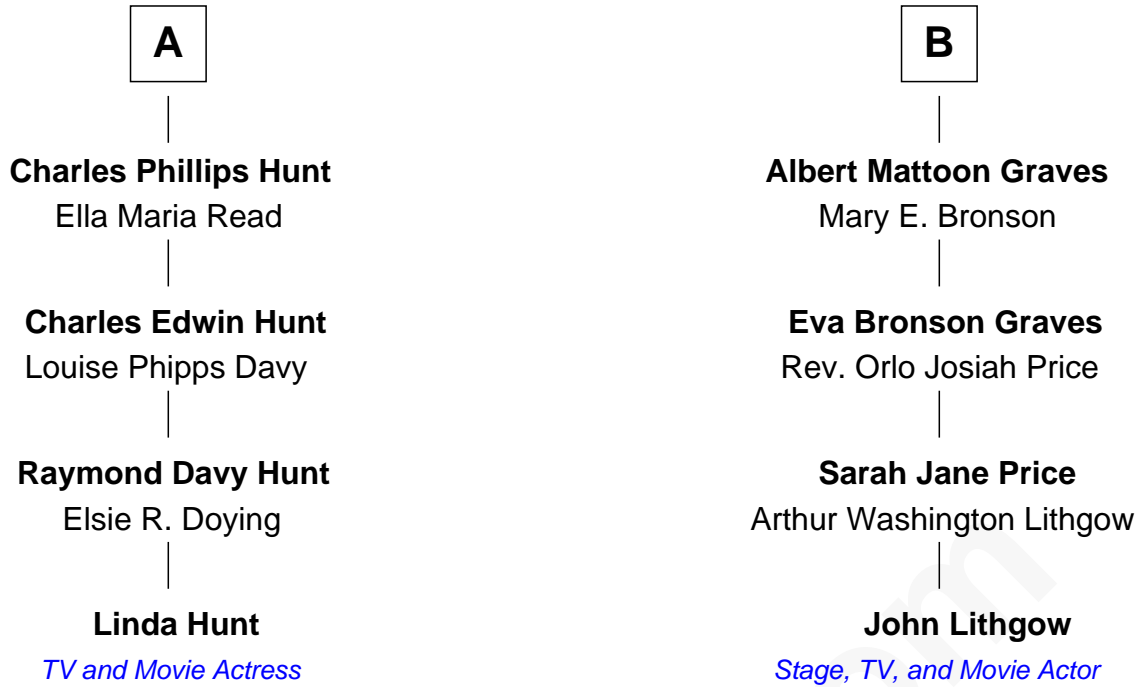 A
B
Charles Phillips Hunt
Ella Maria Read
Albert Mattoon Graves
Mary E. Bronson
Charles Edwin Hunt
Louise Phipps Davy
Eva Bronson Graves
Rev. Orlo Josiah Price
Raymond Davy Hunt
Elsie R. Doying
Sarah Jane Price
Arthur Washington Lithgow
Linda Hunt
TV and Movie Actress
John Lithgow
Stage, TV, and Movie Actor